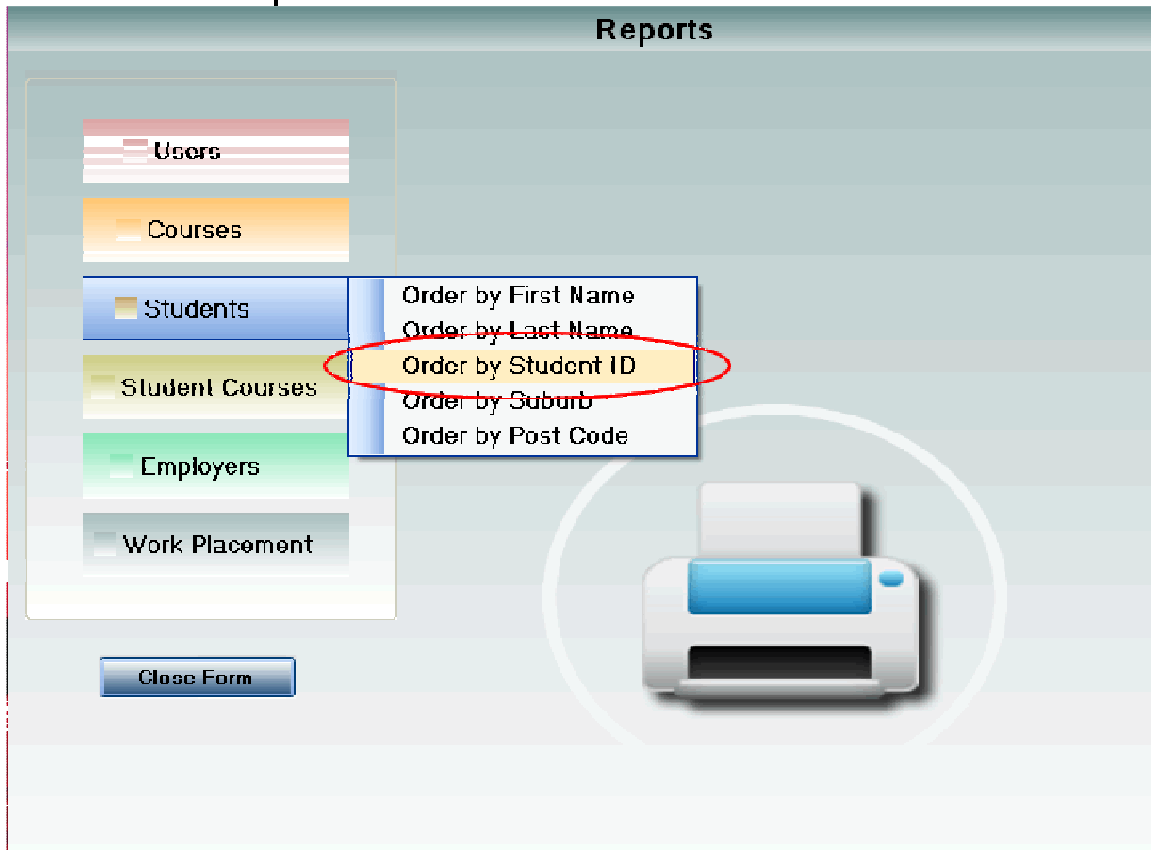 Reports
Users
Courses
Students
Order by First Name
Order by Last Name
Order by Student ID
Order by Suburb
Order by Post Code
Student Courses
Employers
Work Placement
Close Form